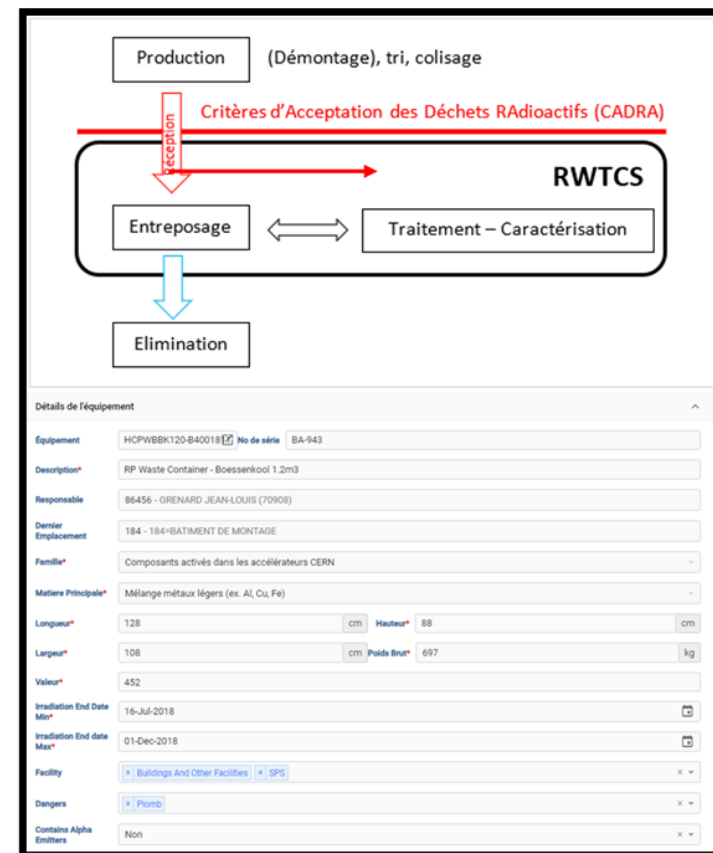 Production (Démontage), tri, colisage
Critères d'Acceptation des Déchets RAdioactifs (CADRA)
Réception
RWTCS
Entreposage Traitement – Caractérisation
Elimination
Détails de l'équipement
Équipement HCPWBBK120-B400181 No de série BA-943
Description* RP Waste Container - Boessenkool 1.2m3
Responsable 86456 - GRENARD JEAN-LOUIS (70908)
Dernier
Emplacement 184 - 184=BATIMENT DE MONTAGE
Famille* Composants activés dans les accélérateurs CERN
Matiere Principale* Mélange métaux légers (ex. Al, Cu, Fe)
Longueur* 128 cm Hauteur* 88 cm
Largeur* 108 cm Poids Brut* 697 kg
Valeur* 452
Irradiation End Date
Min* 16-Jul-2018
Irradiation End date
Max* 01-Dec-2018
Facility × Buildings And Other Facilities × SPS ×
Dangers × Plomb ×
Contains Alpha
Emitters Non ×